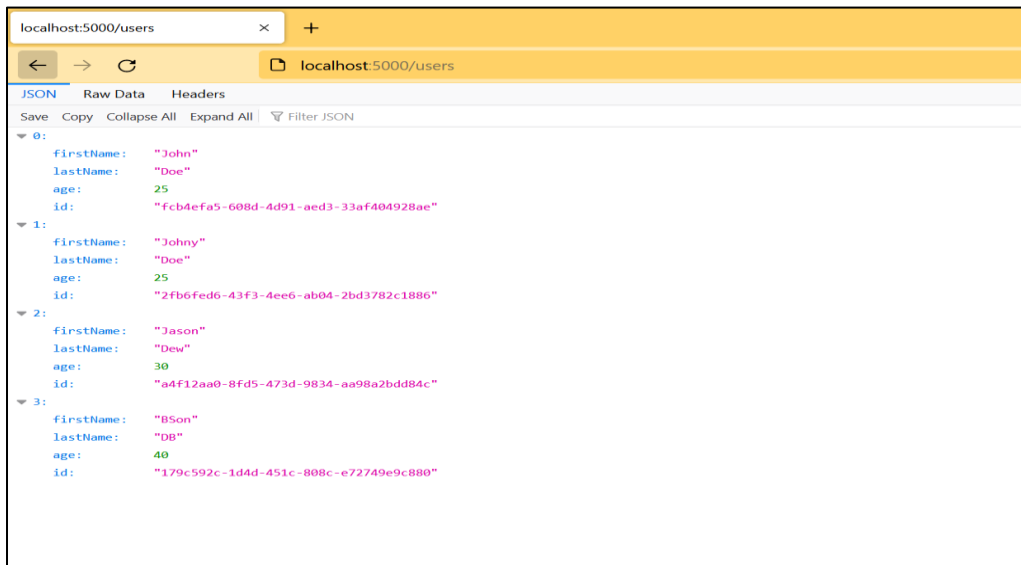 localhost:5000/users
localhost:5000/users
JSON Raw Data Headers
Save Copy Collapse All Expand All Filter JSON
0:
firstName: "John"
lastName: "Doe"
age: 25
id: "fcb4efa5-608d-4d91-aed3-33af404928ae"
1:
firstName: "Johny"
lastName: "Doe"
age: 25
id: "2fb6fed6-43f3-4ee6-ab04-2bd3782c1886"
2:
firstName: "Jason"
lastName: "Dew"
age: 30
id: "a4f12aa0-8fd5-473d-9834-aa98a2bdd84c"
3:
firstName: "BSon"
lastName: "DB"
age: 40
id: "179c592c-1d4d-451c-808c-e72749e9c880"